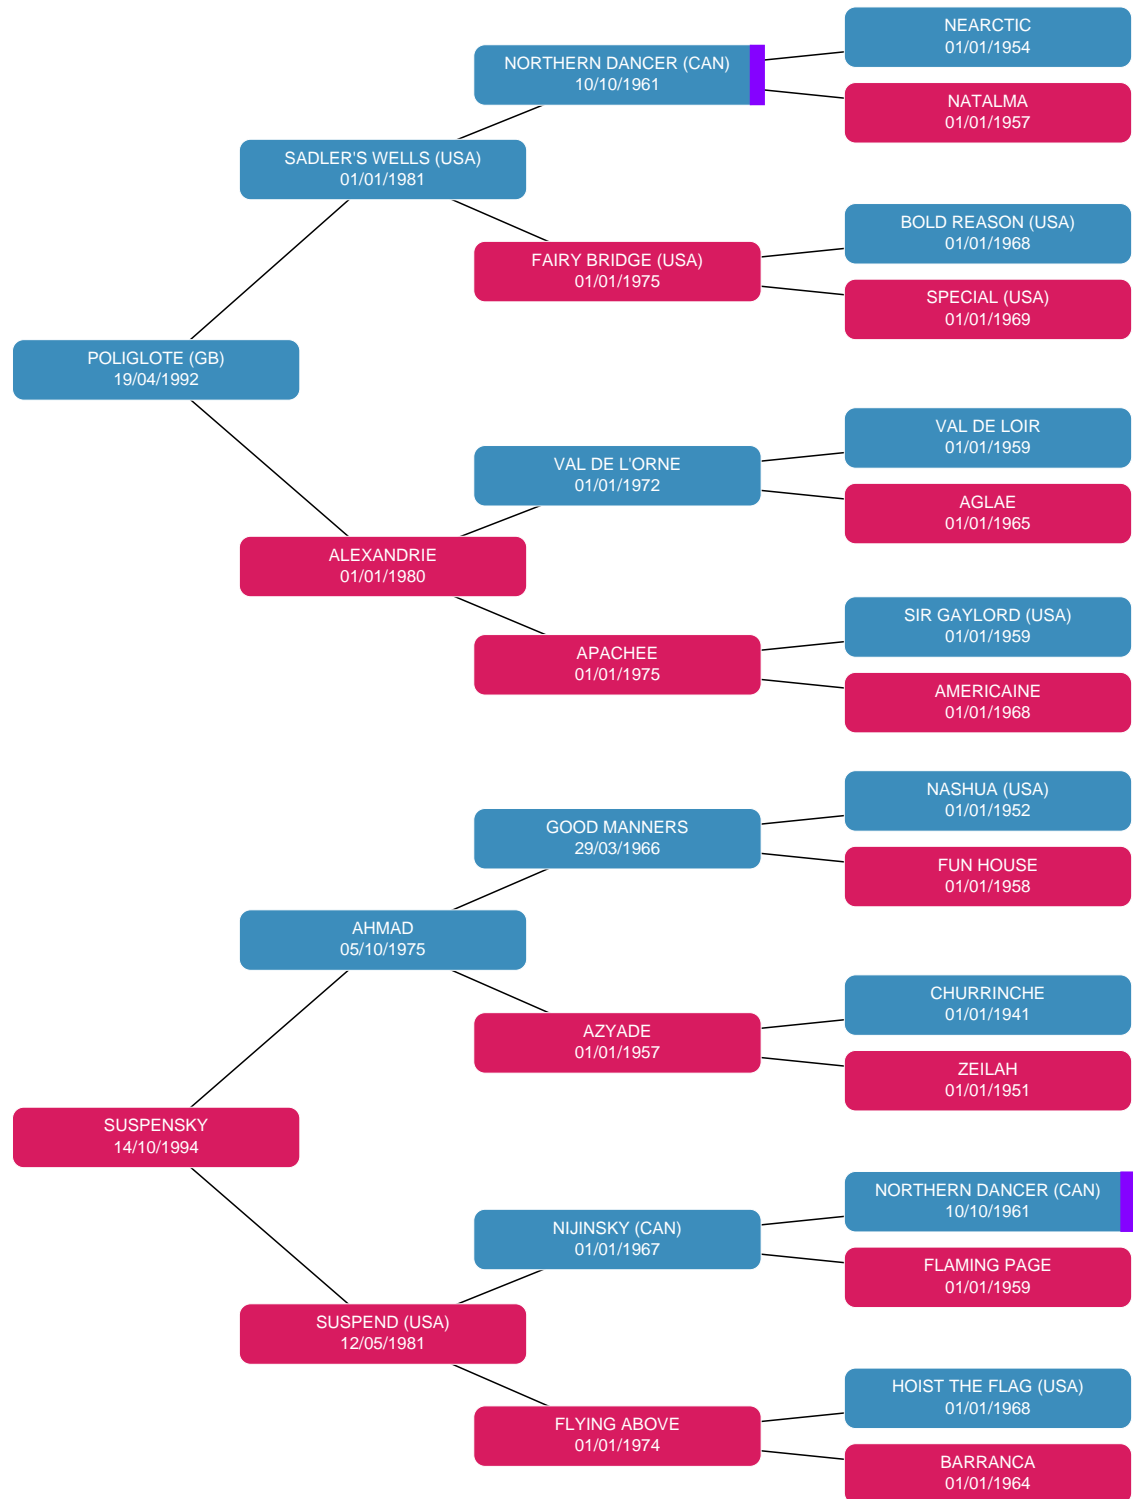 NEARCTIC
01/01/1954
NORTHERN DANCER (CAN)
10/10/1961
NATALMA
01/01/1957
SADLER'S WELLS (USA)
01/01/1981
BOLD REASON (USA)
01/01/1968
FAIRY BRIDGE (USA)
01/01/1975
SPECIAL (USA)
01/01/1969
POLIGLOTE (GB)
19/04/1992
VAL DE LOIR
01/01/1959
VAL DE L'ORNE
01/01/1972
AGLAE
01/01/1965
ALEXANDRIE
01/01/1980
SIR GAYLORD (USA)
01/01/1959
APACHEE
01/01/1975
AMERICAINE
01/01/1968
NASHUA (USA)
01/01/1952
GOOD MANNERS
29/03/1966
FUN HOUSE
01/01/1958
AHMAD
05/10/1975
CHURRINCHE
01/01/1941
AZYADE
01/01/1957
ZEILAH
01/01/1951
SUSPENSKY
14/10/1994
NORTHERN DANCER (CAN)
10/10/1961
NIJINSKY (CAN)
01/01/1967
FLAMING PAGE
01/01/1959
SUSPEND (USA)
12/05/1981
HOIST THE FLAG (USA)
01/01/1968
FLYING ABOVE
01/01/1974
BARRANCA
01/01/1964